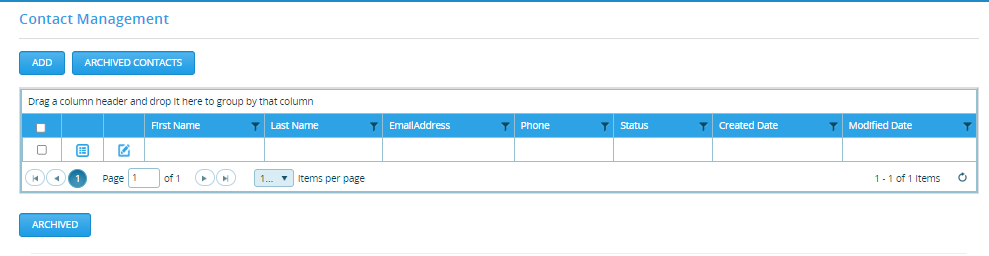 Contact Management
ADD ARCHIVED CONTACTS
Drag a column header and drop it here to group by that column
First Name Last Name EmailAddress Phone Status Created Date Modified Date
1 Page 1 of 1 1... Items per page 1 - 1 of 1 Items
ARCHIVED